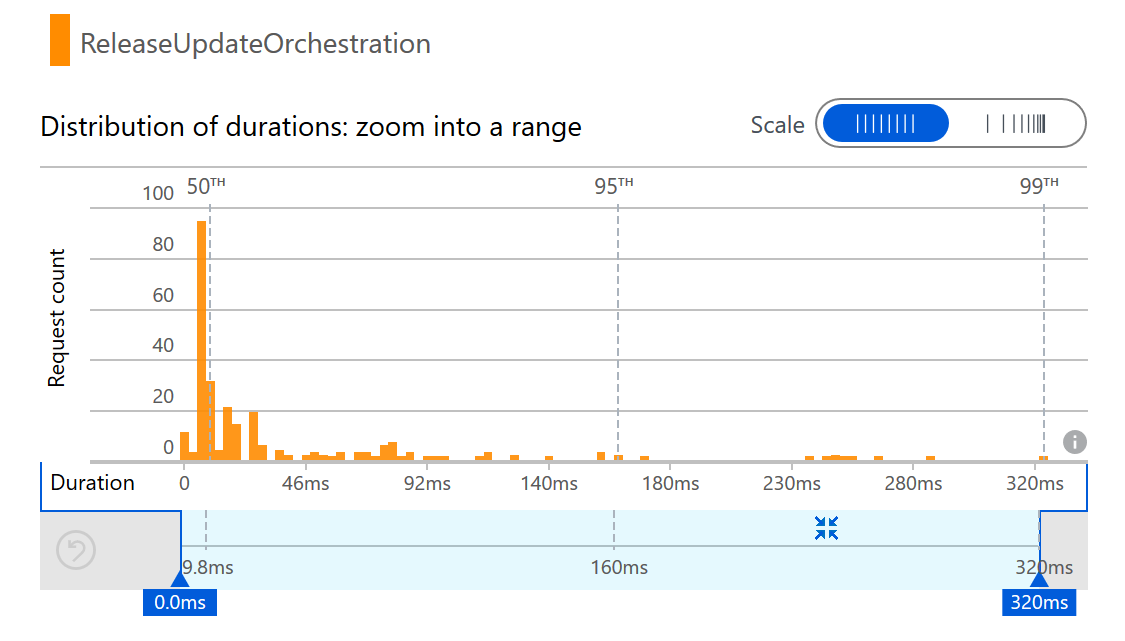 ReleaseUpdateOrchestration
Distribution of durations: zoom into a range
Scale
50TH 95TH 99TH
100
80
60
40
20
0
Request count
Duration 0 46ms 92ms 140ms 180ms 230ms 280ms 320ms
9.8ms 160ms 320ms
0.0ms 320ms